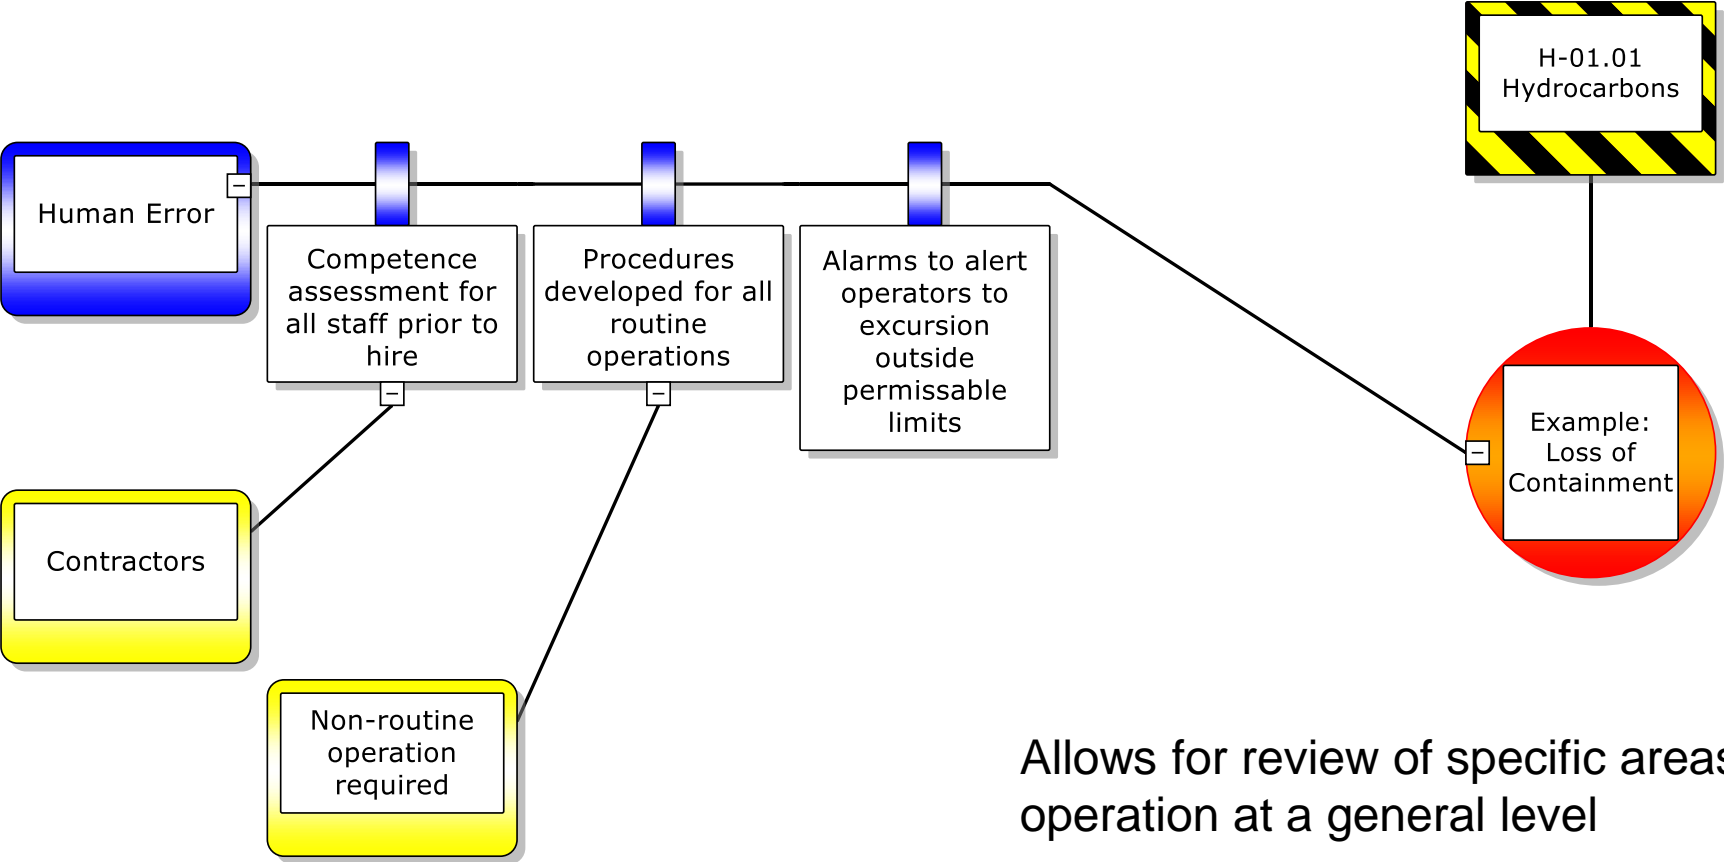 H-01.01
Hydrocarbons
Human Error
Competence
assessment for
all staff prior to
hire
Procedures
developed for all
routine
operations
Alarms to alert
operators to
excursion
outside
permissable
limits
Example:
Loss of
Containment
Contractors
Non-routine
operation
required
Allows for review of specific areas
operation at a general level